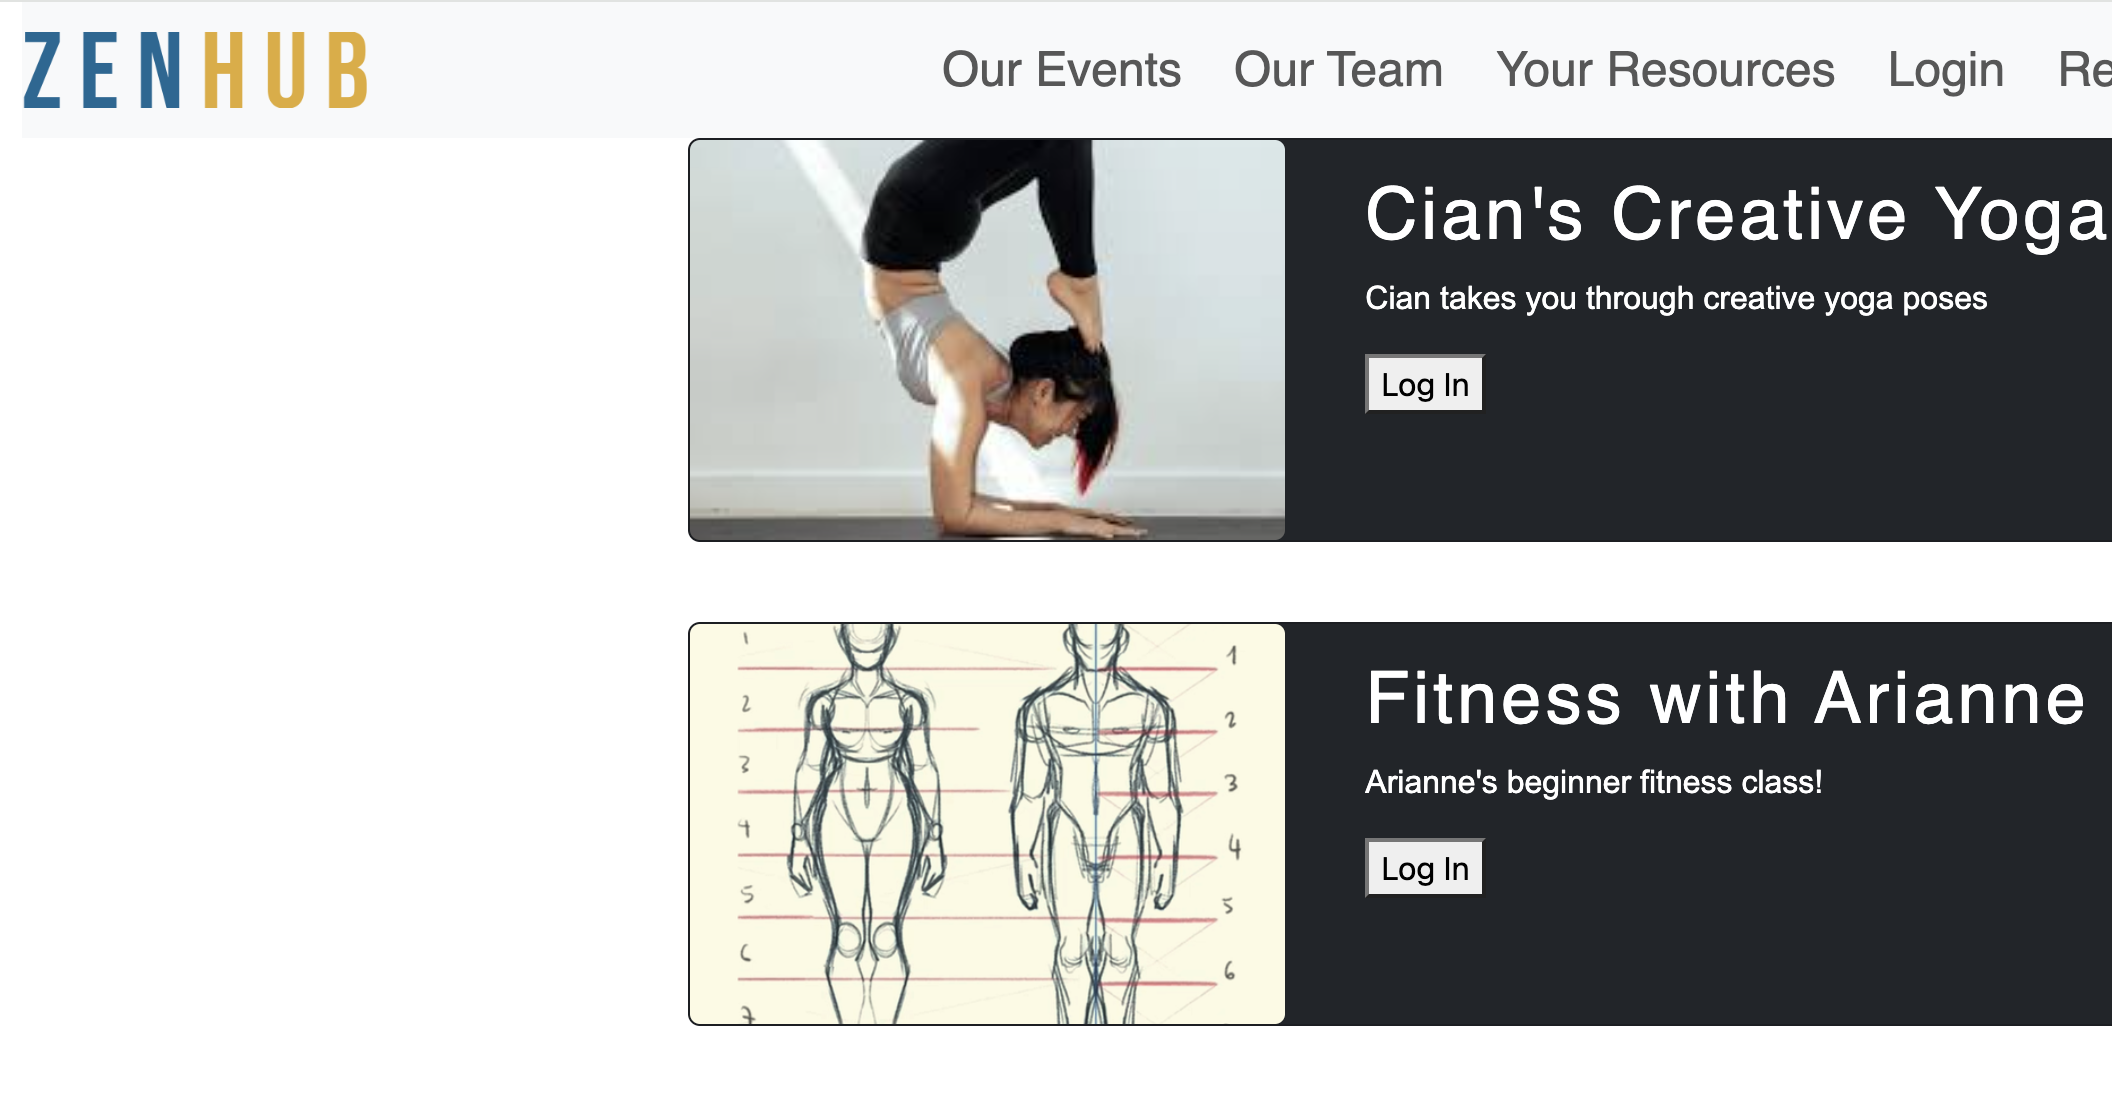 ZENHUB
Our Events Our Team Your Resources Login Re
Cian's Creative Yoga
Cian takes you through creative yoga poses
Log In
1
2
3
4
5
6
7
1
2
3
4
5
6
Fitness with Arianne
Arianne's beginner fitness class!
Log In